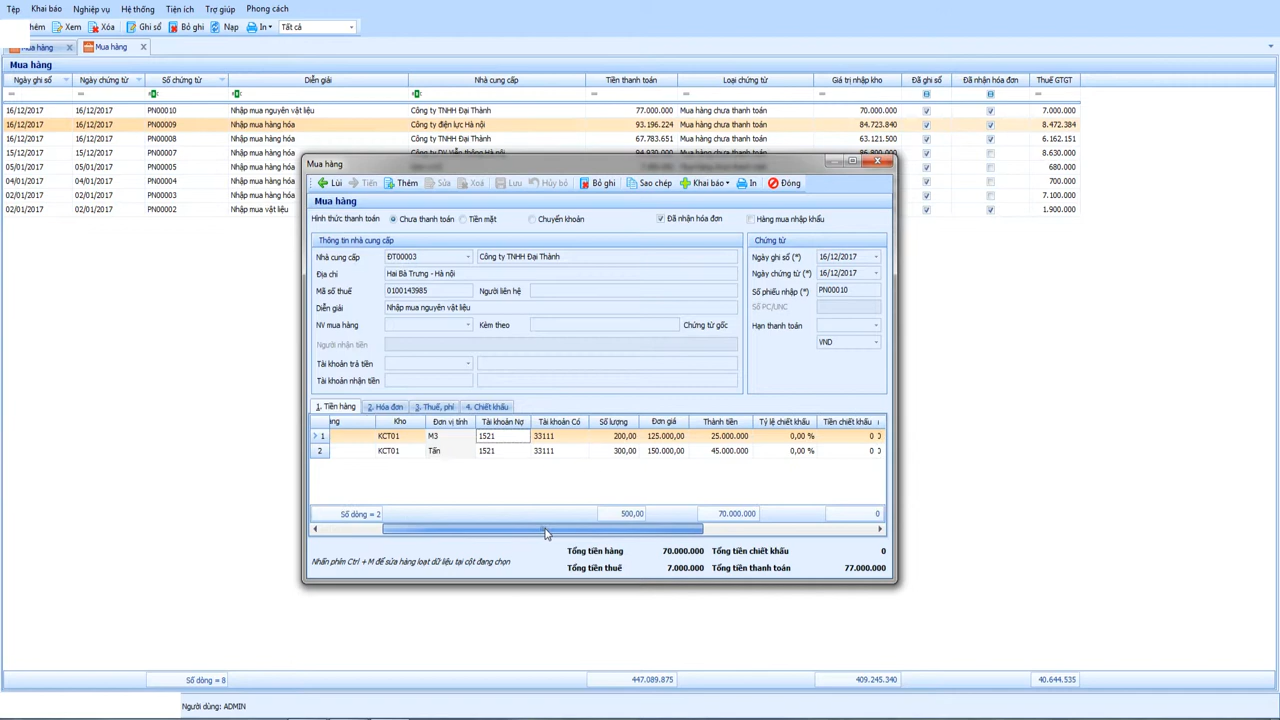 Tệp Khai báo Nghiệp vụ Hệ thống Tiện ích Trợ giúp Phong cách
hêm Xem Xóa Ghi sổ Bỏ ghi Nạp In Tất cả
Mua hàng Mua hàng
Mua hàng
Ngày ghi sổ Ngày chứng từ Số chứng từ Diễn giải Nhà cung cấp Tiền thanh toán Loại chứng từ Giá trị nhập kho Đã ghi sổ Đã nhận hóa đơn Thuế GTGT
16/12/2017 16/12/2017 PN00010 Nhập mua nguyên vật liệu Công ty TNHH Đại Thành 77.000.000 Mua hàng chưa thanh toán 70.000.000 7.000.000
16/12/2017 16/12/2017 PN00009 Nhập mua hàng hóa Công ty điện lực Hà nội 93.196.224 Mua hàng chưa thanh toán 84.723.840 8.472.384
16/12/2017 16/12/2017 PN00008 Nhập mua hàng hóa Công ty TNHH Đại Thành 67.783.651 Mua hàng chưa thanh toán 63.121.500 6.162.151
15/12/2017 15/12/2017 PN00007 Nhập mua hàng hóa Công ty DV Viễn thông Hà nội 94.930.000 Mua hàng chưa thanh toán 86.800.000 8.630.000
05/01/2017 05/01/2017 PN00005 Nhập mua hàng hóa 680.000
04/01/2017 04/01/2017 PN00004 Nhập mua hàng hóa 700.000
03/01/2017 03/01/2017 PN00003 Nhập mua hàng hóa 7.100.000
02/01/2017 02/01/2017 PN00002 Nhập mua vật liệu 1.900.000
Mua hàng
Lùi Tiến Thêm Sửa Xoá Lưu Hủy bỏ Bỏ ghi Sao chép Khai báo In Đóng
Mua hàng
Hình thức thanh toán Chưa thanh toán Tiền mặt Chuyển khoản Đã nhận hóa đơn Hàng mua nhập khẩu
Thông tin nhà cung cấp Chứng từ
Nhà cung cấp ĐT00003 Công ty TNHH Đại Thành Ngày ghi sổ (*) 16/12/2017
Địa chỉ Hai Bà Trưng - Hà nội Ngày chứng từ (*) 16/12/2017
Mã số thuế 0100143985 Người liên hệ Số phiếu nhập (*) PN00010
Diễn giải Nhập mua nguyên vật liệu Số PC/UNC
NV mua hàng Kèm theo Chứng từ gốc Hạn thanh toán
Người nhận tiền VND
Tài khoản trả tiền
Tài khoản nhận tiền
1. Tiền hàng 2. Hóa đơn 3. Thuế, phí 4. Chiết khấu
ng Kho Đơn vị tính Tài khoản Nợ Tài khoản Có Số lượng Đơn giá Thành tiền Tỷ lệ chiết khấu Tiền chiết khấu
1 KCT01 M3 1521 33111 200,00 125.000,00 25.000.000 0,00 % 0
2 KCT01 Tấn 1521 33111 300,00 150.000,00 45.000.000 0,00 % 0
Số dòng = 2 500,00 70.000.000 0
Tổng tiền hàng 70.000.000 Tổng tiền chiết khấu 0
Nhấn phím Ctrl + M để sửa hàng loạt dữ liệu tại cột đang chọn
Tổng tiền thuế 7.000.000 Tổng tiền thanh toán 77.000.000
Số dòng = 8 447.089.875 409.245.340 40.644.535
Người dùng: ADMIN